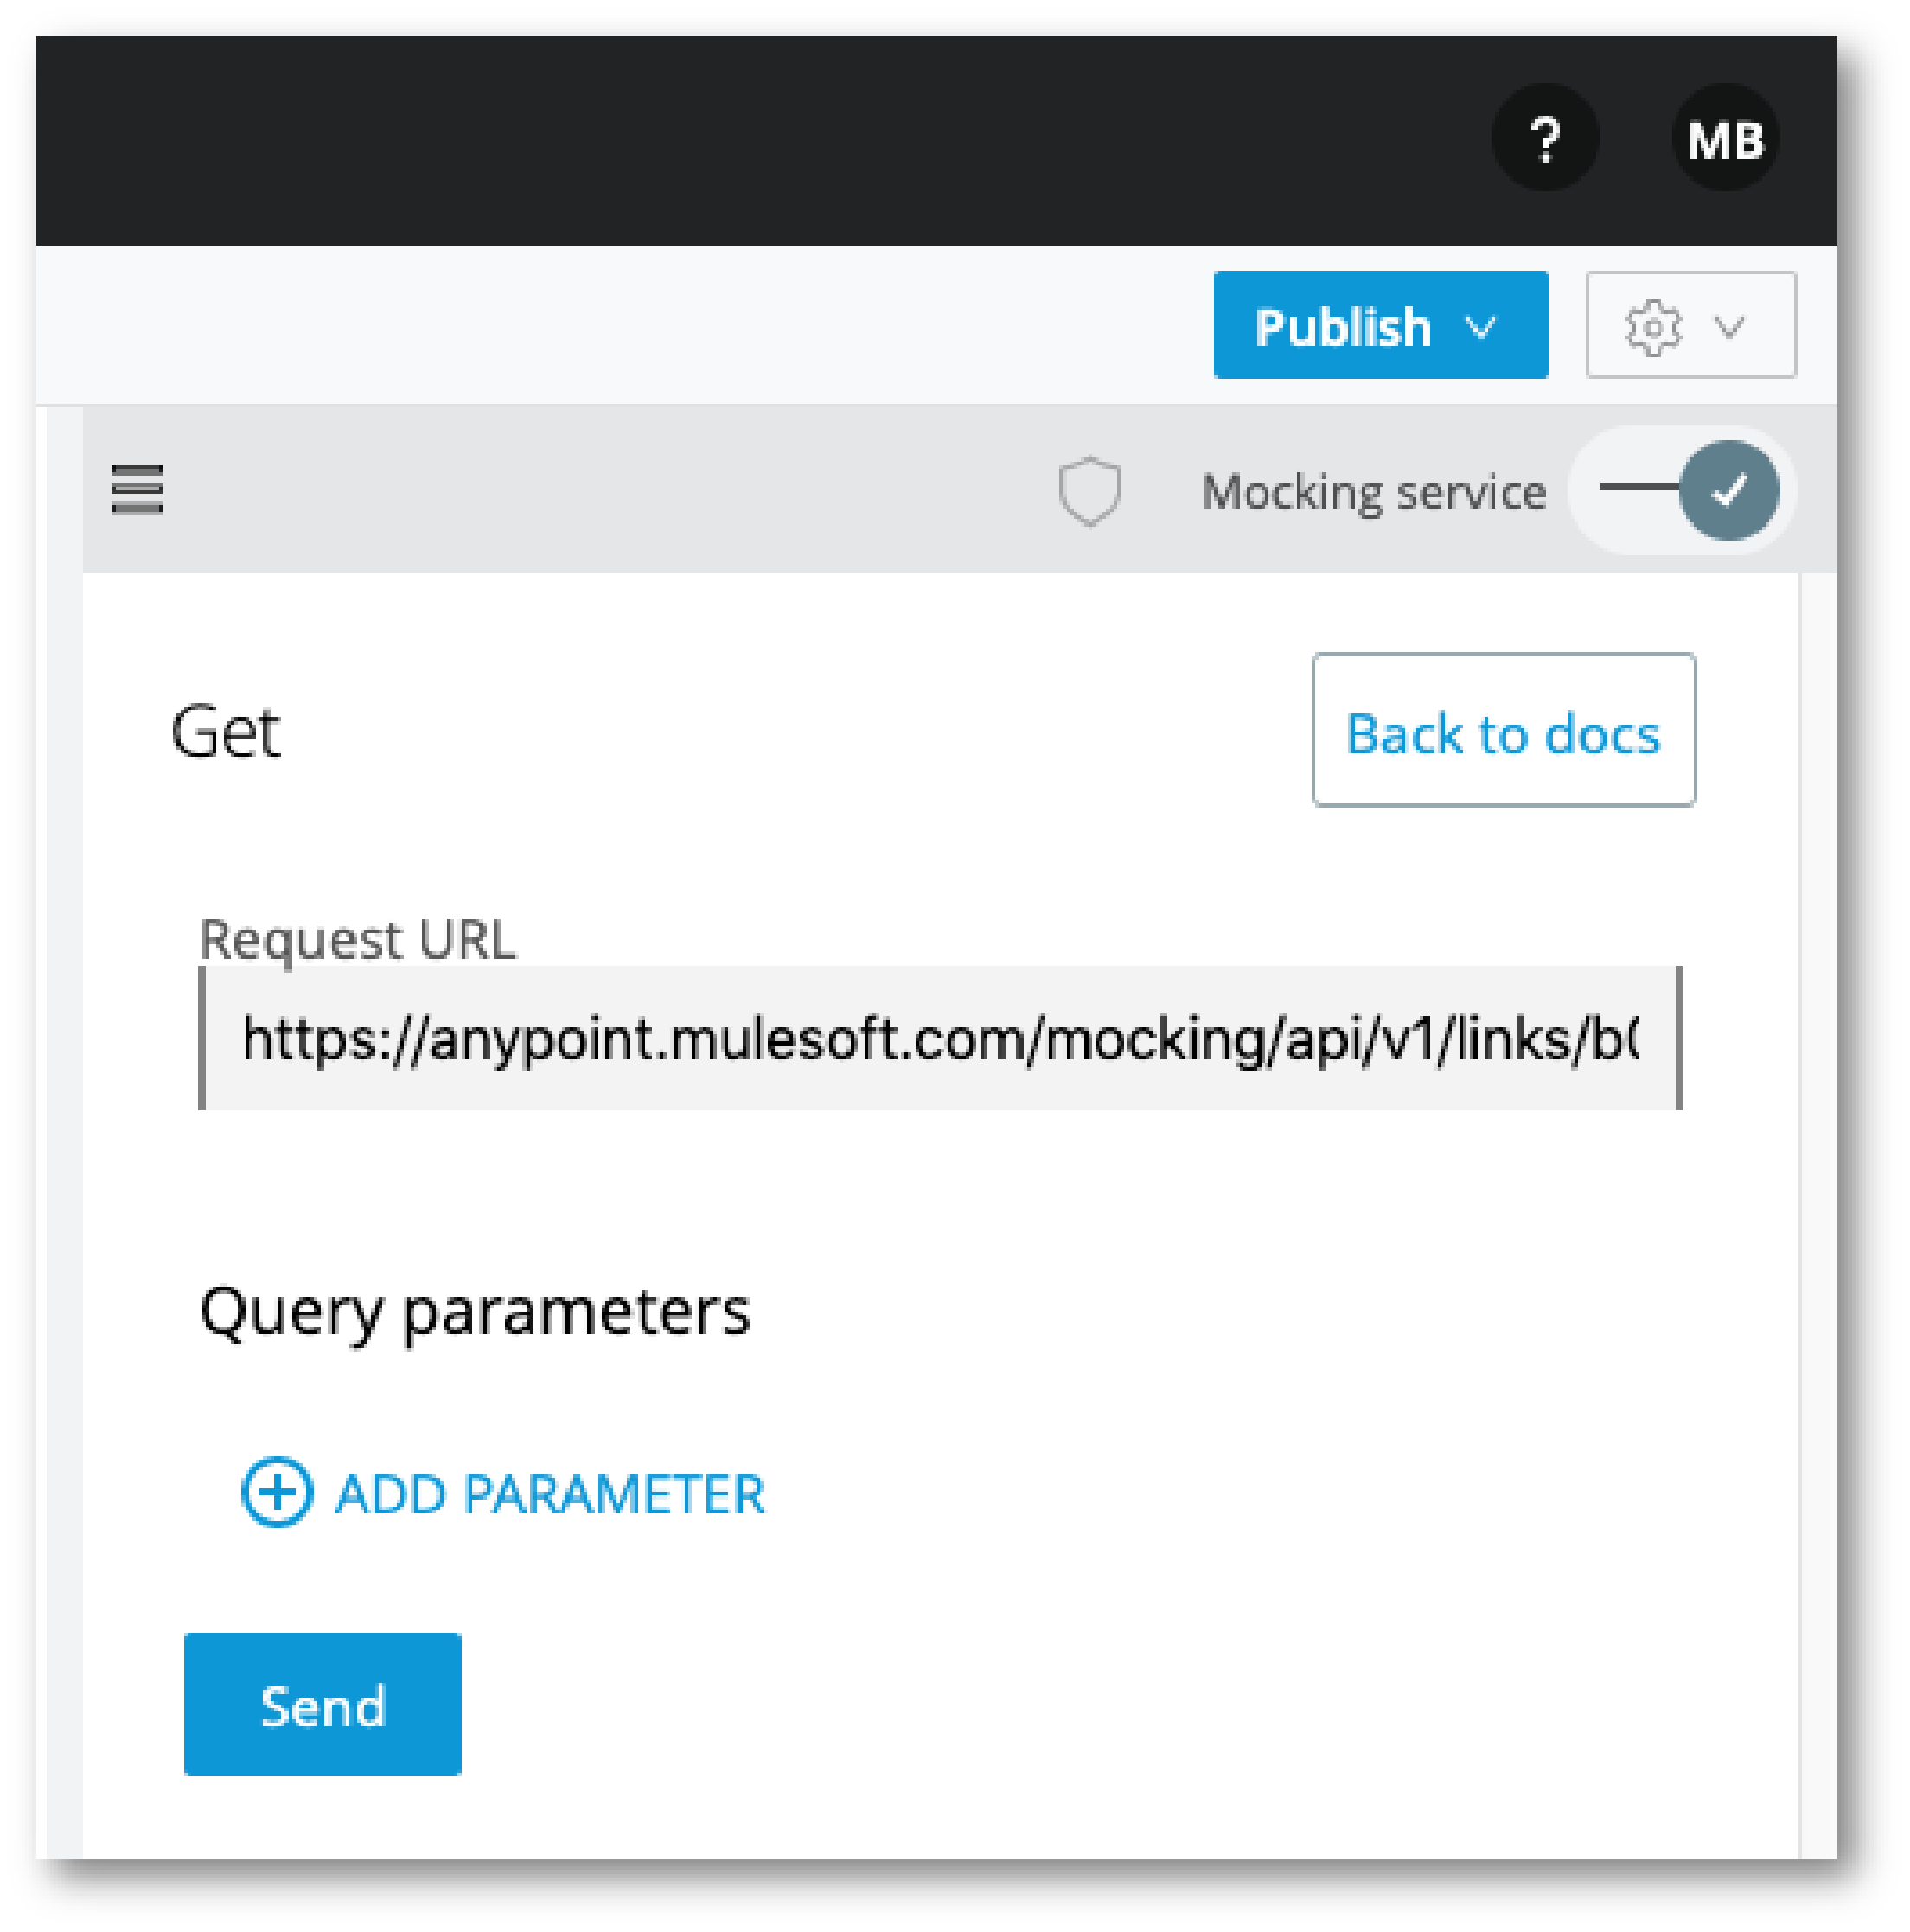 ?
MB
Publish
Mocking service
Get
Back to docs
Request URL
https://anypoint.mulesoft.com/mocking/api/v1/links/b
Query parameters
ADD PARAMETER
Send